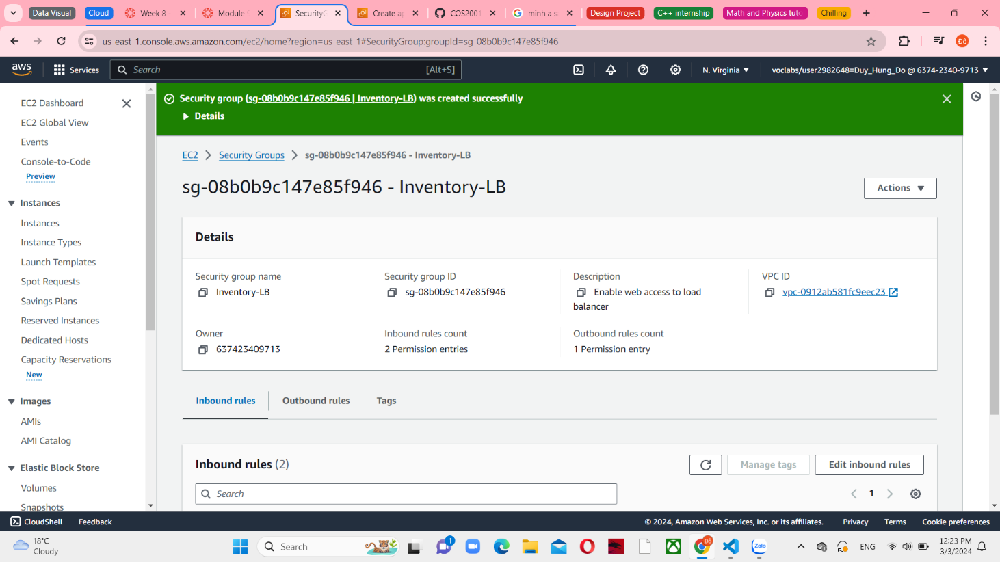 Data Visual
Cloud
Week 8 -
Module S
SecurityG
Create ap
COS2001
minh a sa
Design Project
C++ internship
Math and Physics tuto
Chilling
us-east-1.console.aws.amazon.com/ec2/home?region=us-east-1#SecurityGroup:groupId=sg-08b0b9c147e85f946
Đỗ
aws
Services
Search
[Alt+S]
N. Virginia ▼
voclabs/user2982648=Duy_Hung_Do @ 6374-2340-9713 ▼
EC2 Dashboard
EC2 Global View
Events
Console-to-Code
Preview
Instances
Instances
Instance Types
Launch Templates
Spot Requests
Savings Plans
Reserved Instances
Dedicated Hosts
Capacity Reservations
New
Images
AMIs
AMI Catalog
Elastic Block Store
Volumes
Snapshots
Security group (sg-08b0b9c147e85f946 | Inventory-LB) was created successfully
Details
EC2 > Security Groups > sg-08b0b9c147e85f946 - Inventory-LB
sg-08b0b9c147e85f946 - Inventory-LB
Actions ▼
Details
Security group name
Inventory-LB
Security group ID
sg-08b0b9c147e85f946
Description
Enable web access to load
balancer
VPC ID
vpc-0912ab581fc9eec23
Owner
637423409713
Inbound rules count
2 Permission entries
Outbound rules count
1 Permission entry
Inbound rules
Outbound rules
Tags
Inbound rules (2)
Manage tags
Edit inbound rules
Search
1
CloudShell
Feedback
© 2024, Amazon Web Services, Inc. or its affiliates.
Privacy
Terms
Cookie preferences
18°C
Cloudy
Search
1
Đỗ
Zalo
ENG
12:23 PM
3/3/2024